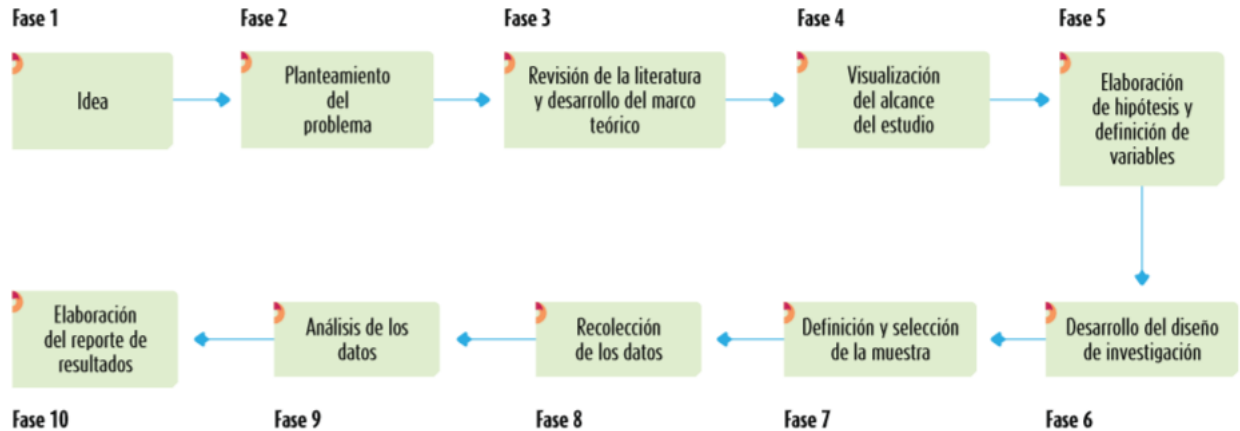 Fase 1
Idea
Fase 2
Planteamiento
del
problema
Fase 3
Revisión de la literatura
y desarrollo del marco
teórico
Fase 4
Visualización
del alcance
del estudio
Fase 5
Elaboración
de hipótesis y
definición de
variables
Desarrollo del diseño
de investigación
Fase 6
Definición y selección
de la muestra
Fase 7
Recolección
de los datos
Fase 8
Análisis de los
datos
Fase 9
Elaboración
del reporte de
resultados
Fase 10